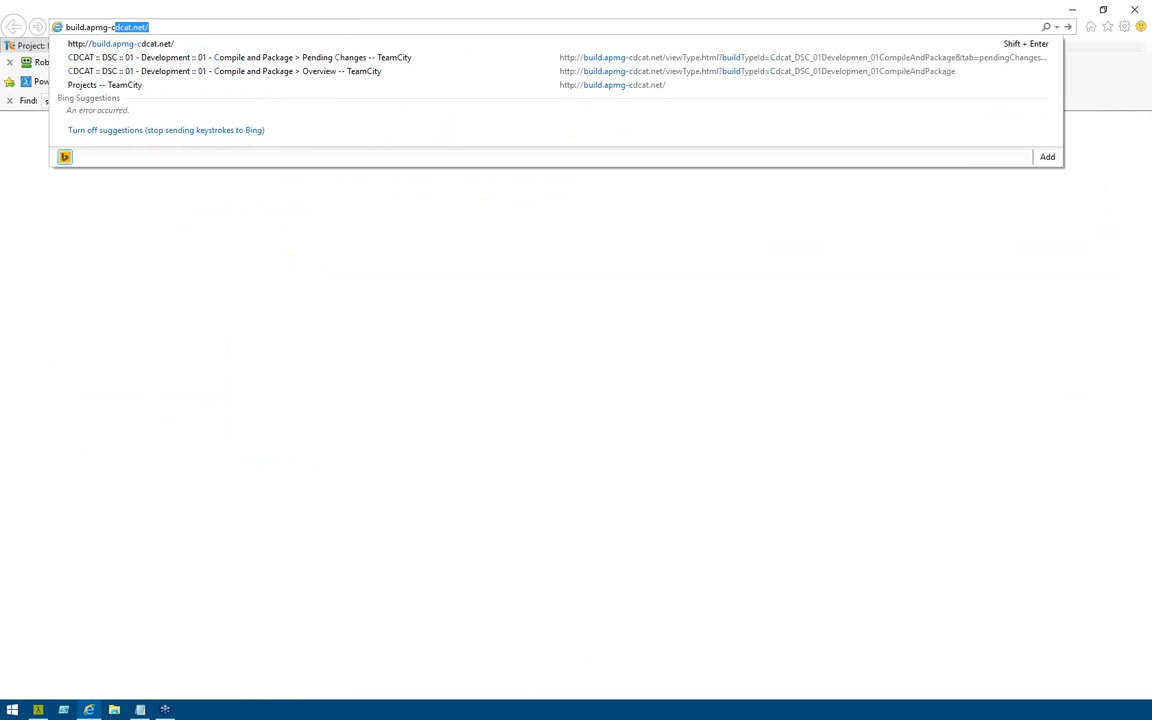 build.apmg-cdcat.net/
Project:
http://build.apmg-cdcat.net/ Shift + Enter
CDCAT :: DSC :: 01 - Development :: 01 - Compile and Package > Pending Changes -- TeamCity http://build.apmg-cdcat.net/viewType.html?buildTypeId=Cdcat_DSC_01Developmen_01CompileAndPackage&tab=pendingChanges...
Rob
CDCAT :: DSC :: 01 - Development :: 01 - Compile and Package > Overview -- TeamCity http://build.apmg-cdcat.net/viewType.html?buildTypeId=Cdcat_DSC_01Developmen_01CompileAndPackage
Pow
Projects -- TeamCity http://build.apmg-cdcat.net/
Bing Suggestions
Find: s
An error occurred.
Turn off suggestions (stop sending keystrokes to Bing)
Add